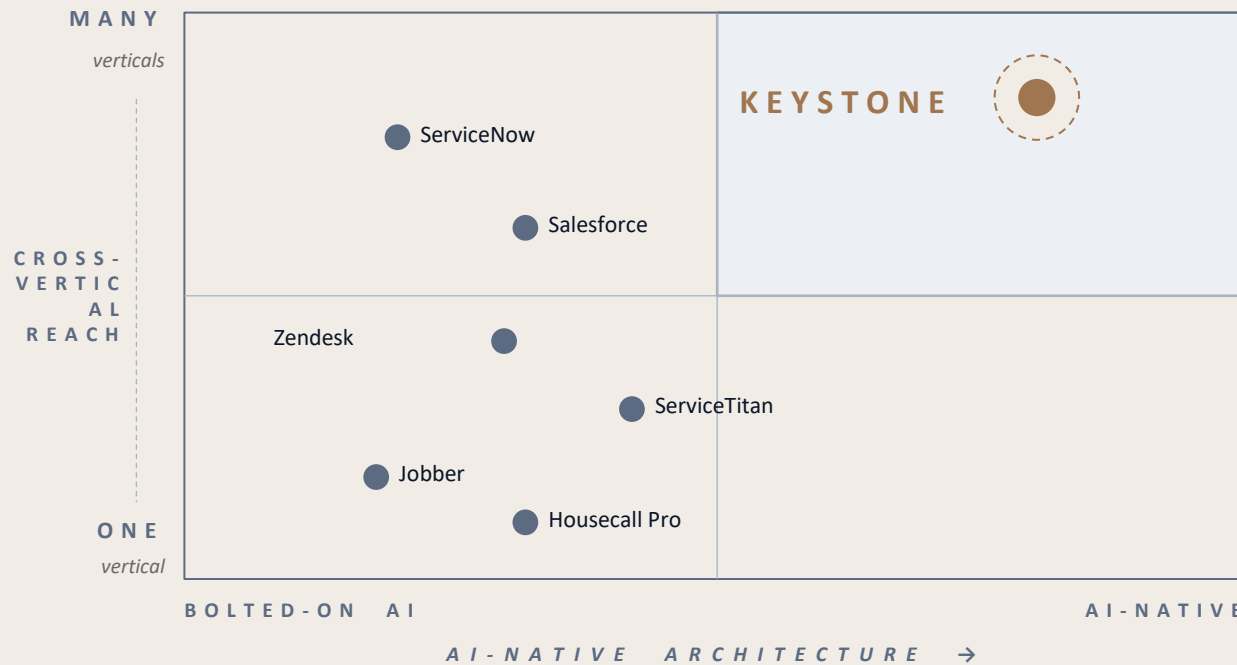 MANY
verticals
KEYSTONE
ServiceNow
Salesforce
CROSS-
VERTIC
AL
REACH
Zendesk
ServiceTitan
Jobber
Housecall Pro
ONE
vertical
BOLTED-ON AI
AI-NATIVE
AI-NATIVE ARCHITECTURE →